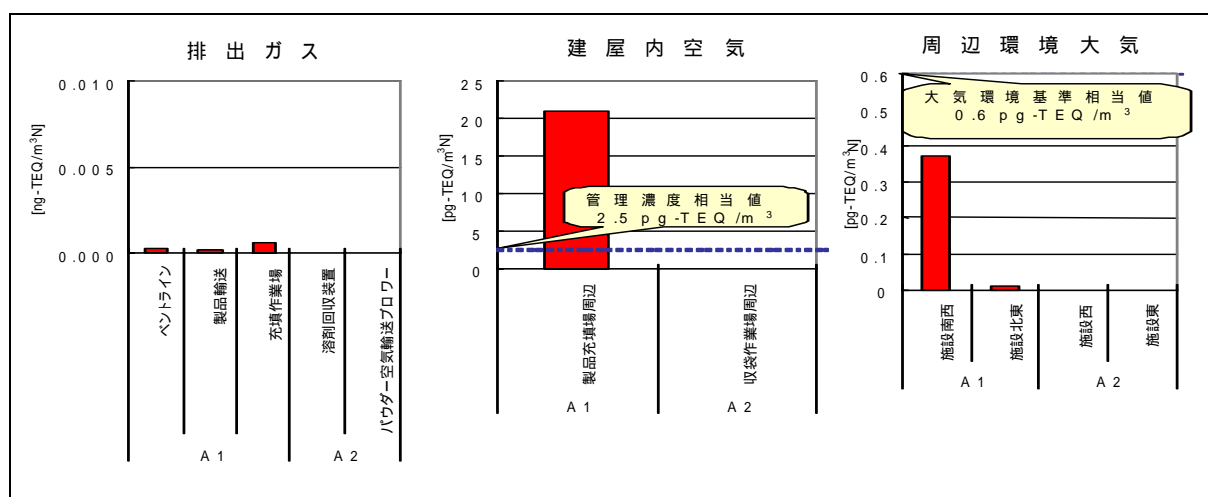 排出ガス
[ng-TEQ/m³N]
0.010
0.005
0.000
ベントライン
製品輸送
充填作業場
溶剤回収装置
パウダー空気輸送ブロワー
A1
A2
建屋内空気
[pg-TEQ/m³N]
25
20
15
10
5
0
管理濃度相当値
2.5 pg-TEQ/m³
製品充填場周辺
収袋作業場周辺
A1
A2
周辺環境大気
[pg-TEQ/m³N]
0.6
0.5
0.4
0.3
0.2
0.1
0
大気環境基準相当値
0.6 pg-TEQ/m³
施設南西
施設北東
施設西
施設東
A1
A2